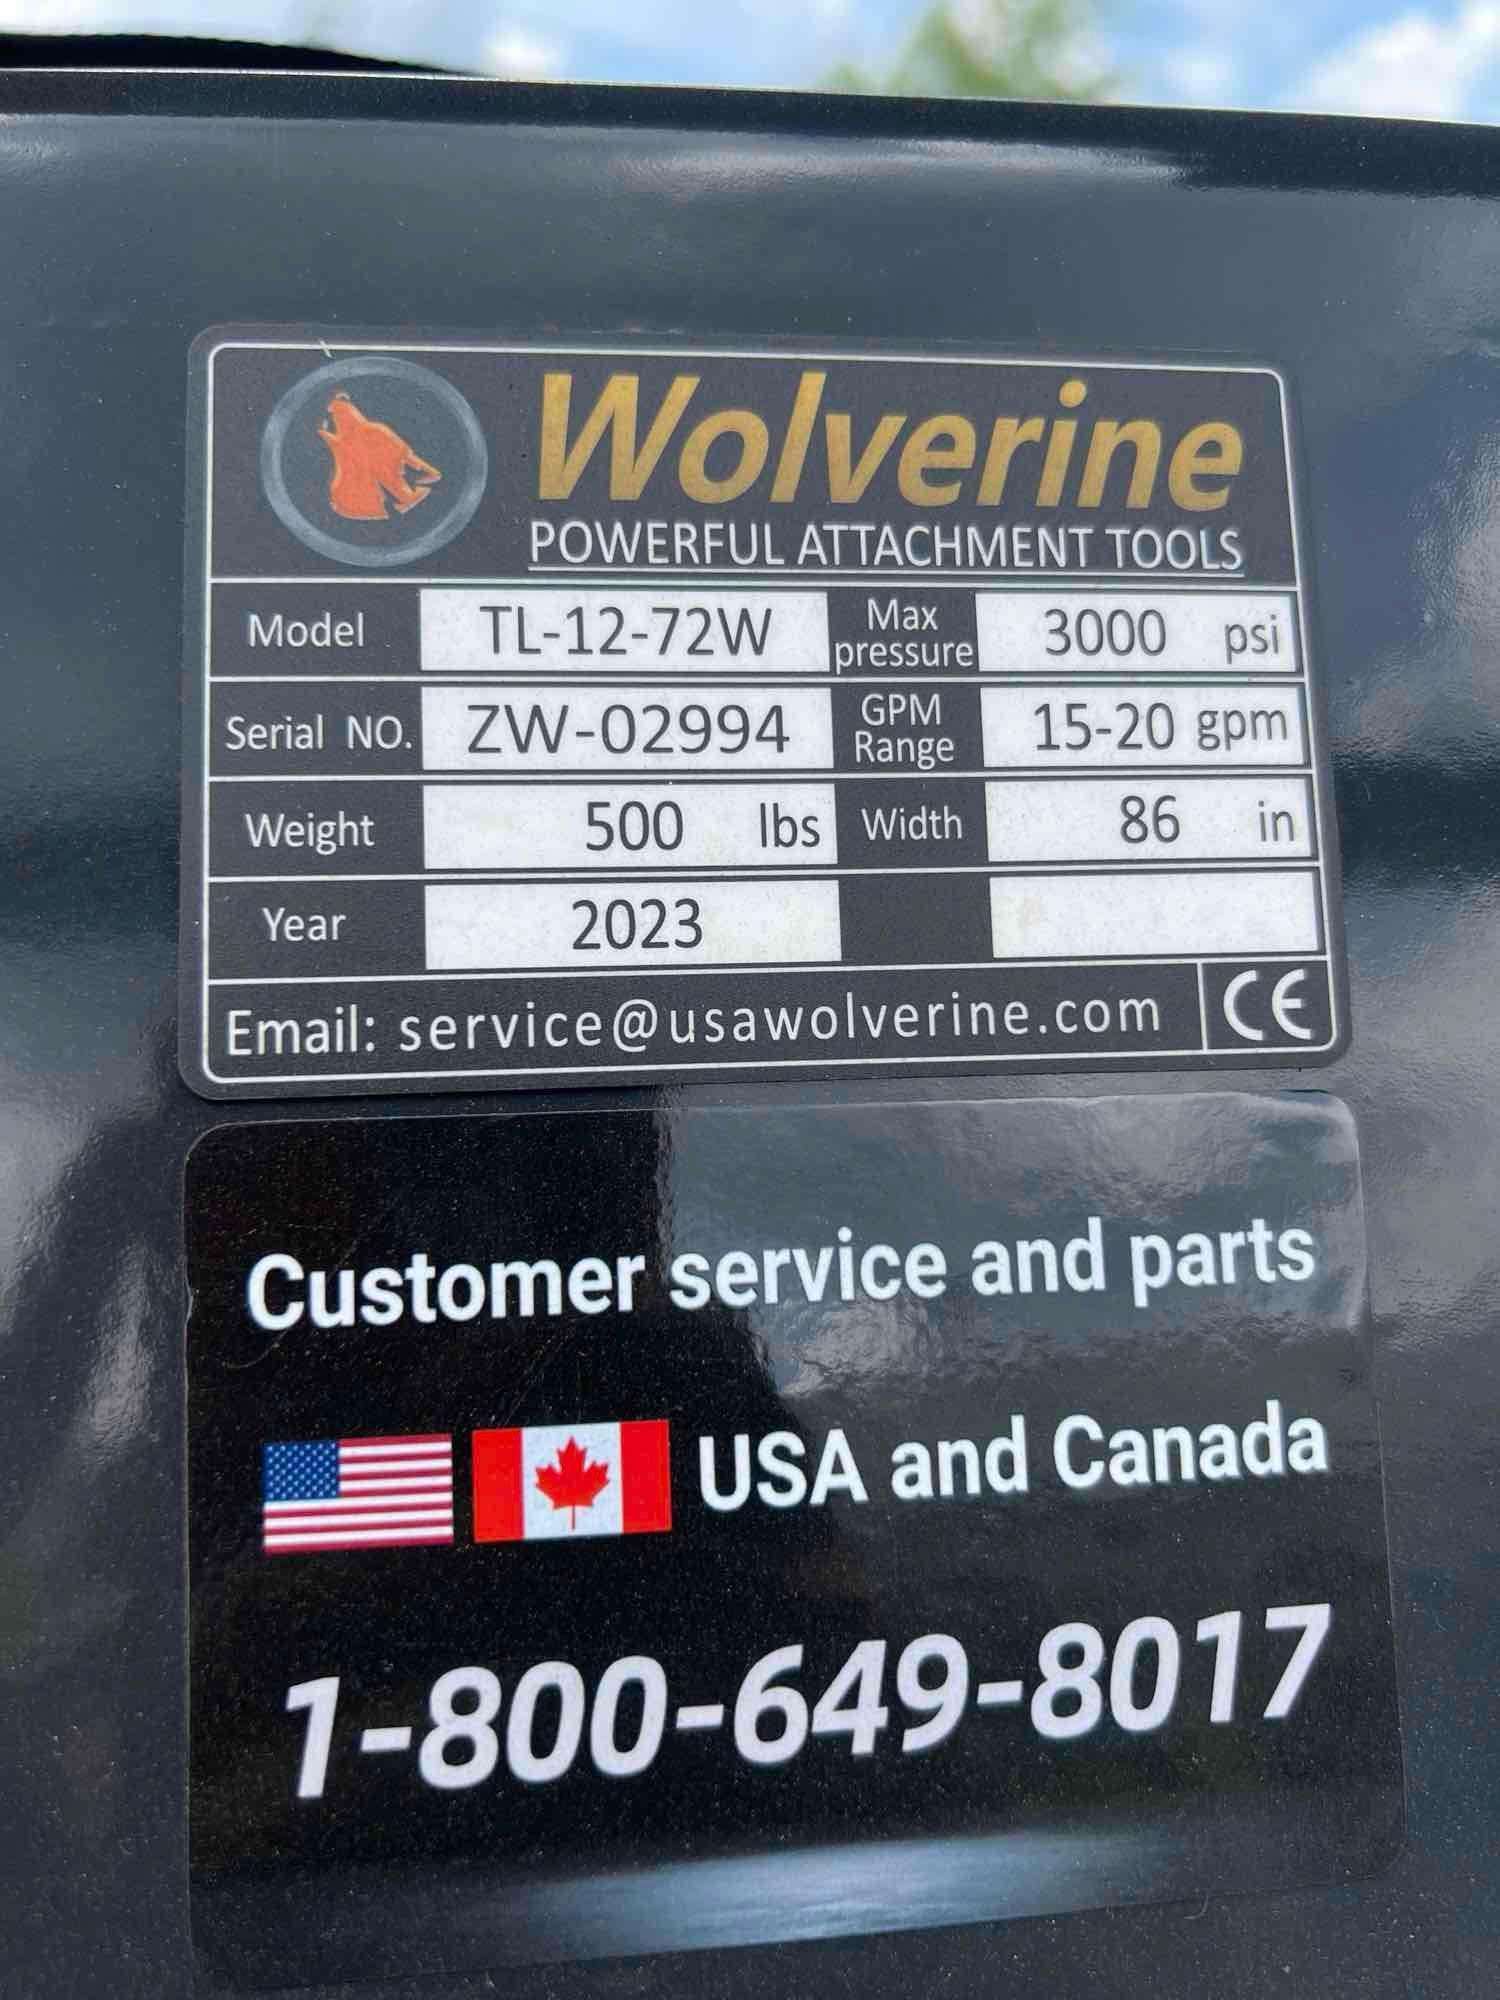 Wolverine
POWERFUL ATTACHMENT TOOLS
Model TL-12-72W Max pressure 3000 psi
Serial NO. ZW-02994 GPM Range 15-20 gpm
Weight 500 lbs Width 86 in
Year 2023
Email: service@usawolverine.com CE
Customer service and parts
USA and Canada
1-800-649-8017